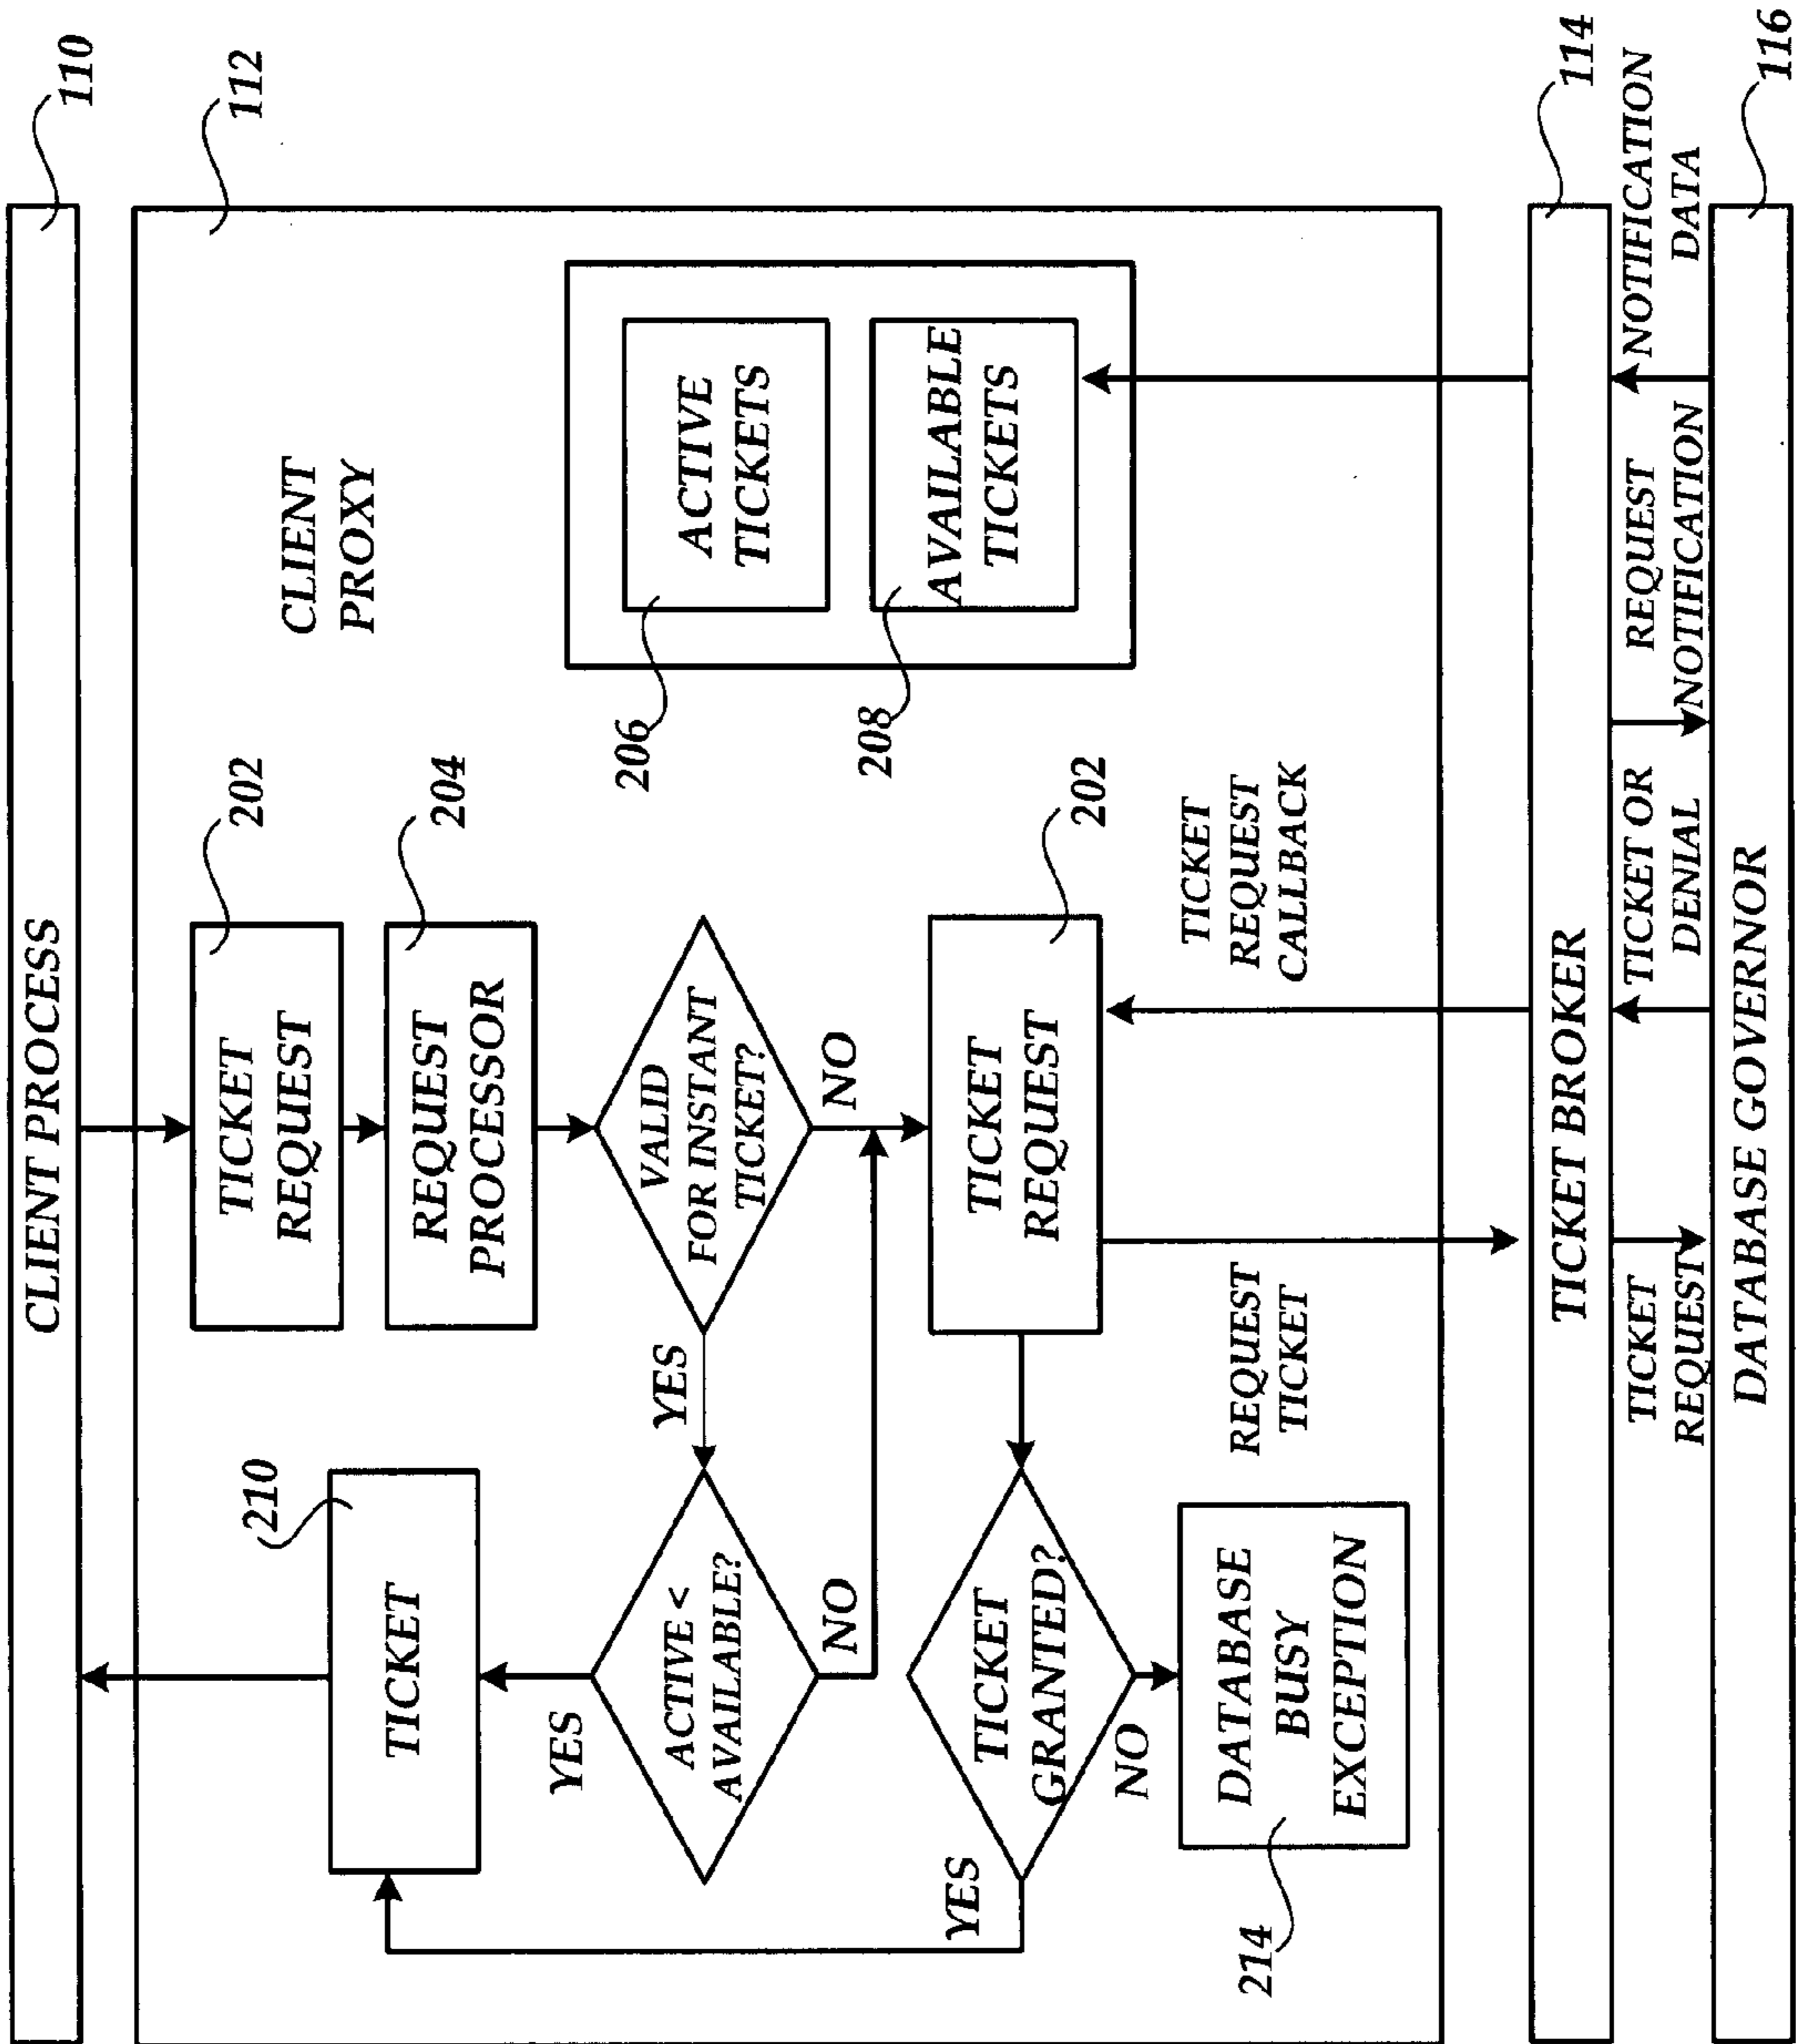 CLIENT PROCESS
110
112
210
TICKET
202
TICKET
REQUEST
204
REQUEST
PROCESSOR
CLIENT
PROXY
YES
ACTIVE <
AVAILABLE?
NO
YES
VALID
FOR INSTANT
TICKET?
NO
206
ACTIVE
TICKETS
208
AVAILABLE
TICKETS
YES
TICKET
GRANTED?
NO
TICKET
REQUEST
202
214
DATABASE
BUSY
EXCEPTION
REQUEST
TICKET
TICKET
REQUEST
CALLBACK
TICKET BROKER
114
TICKET
REQUEST
TICKET OR
DENIAL
REQUEST
NOTIFICATION
NOTIFICATION
DATA
DATABASE GOVERNOR
116